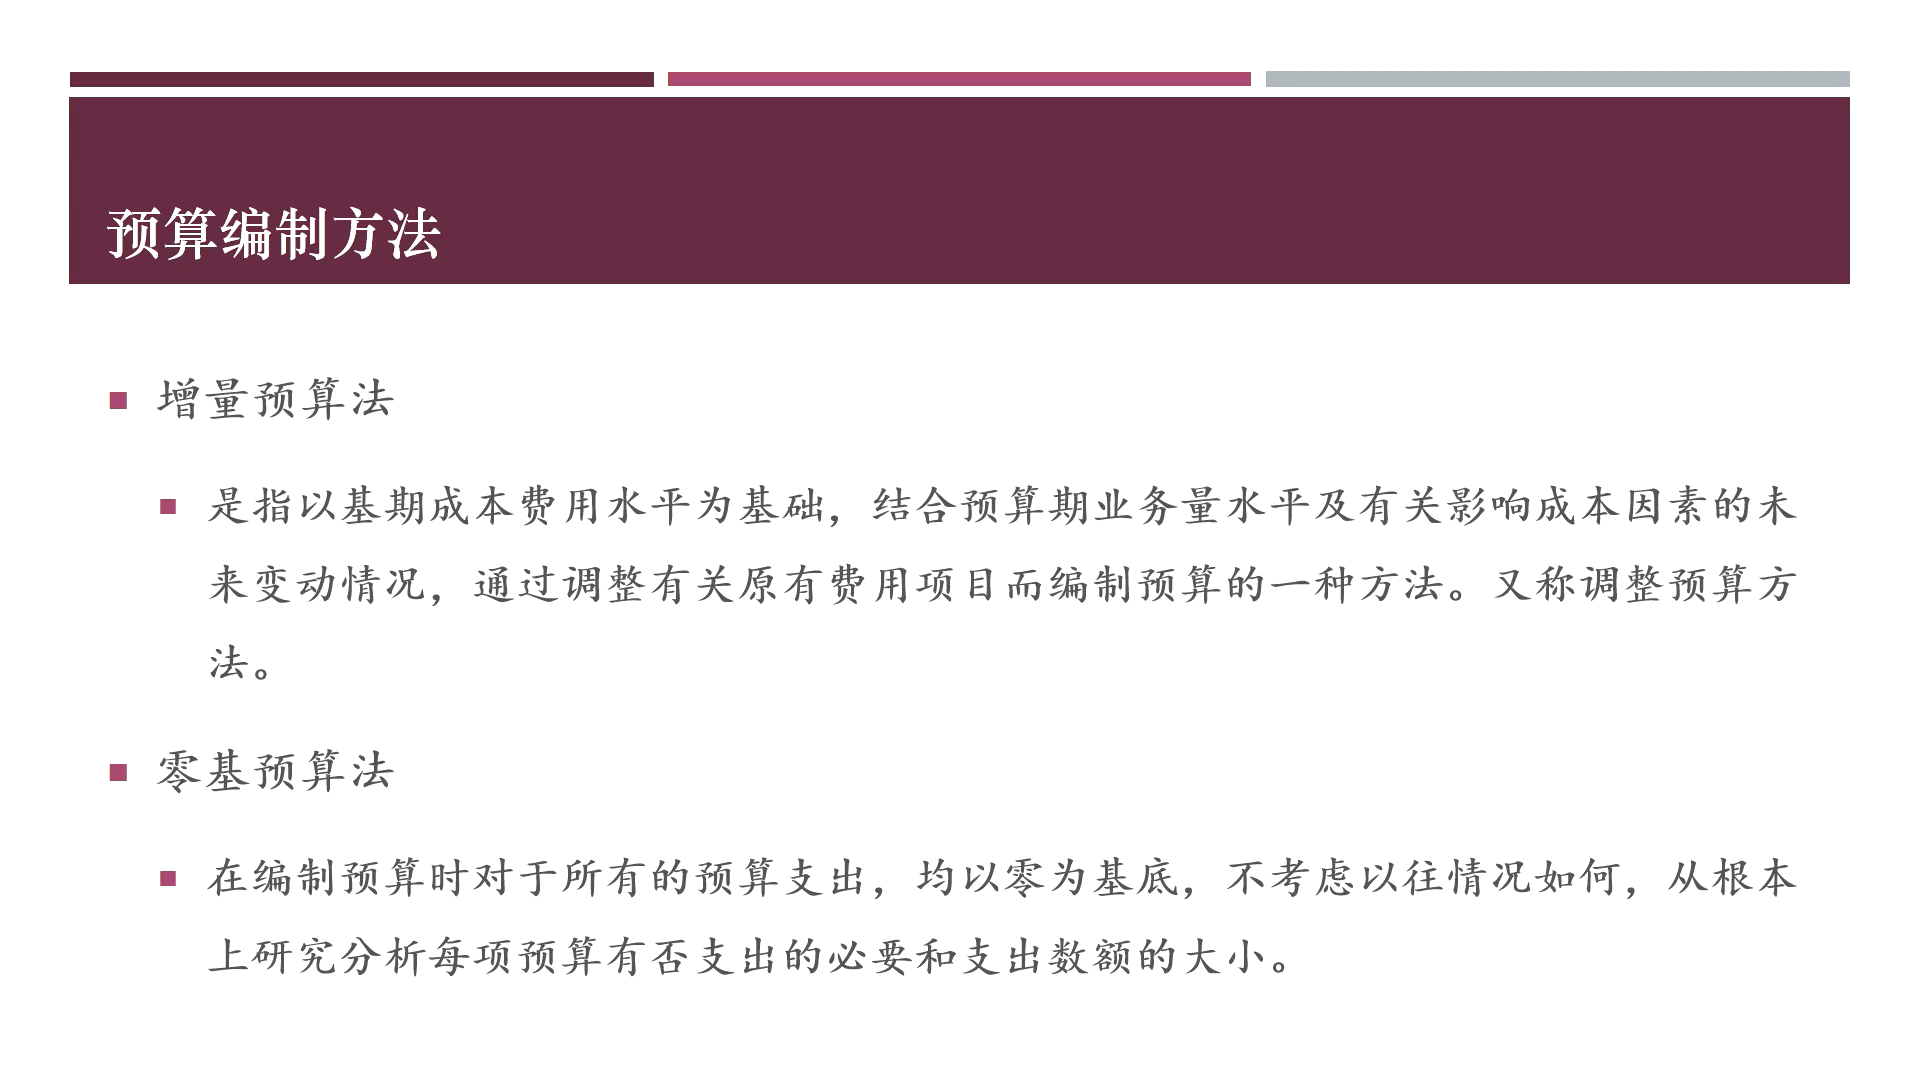 预算编制方法
增量预算法
是指以基期成本费用水平为基础，结合预算期业务量水平及有关影响成本因素的未
来变动情况，通过调整有关原有费用项目而编制预算的一种方法。又称调整预算方
法。
零基预算法
在编制预算时对于所有的预算支出，均以零为基底，不考虑以往情况如何，从根本
上研究分析每项预算有否支出的必要和支出数额的大小。